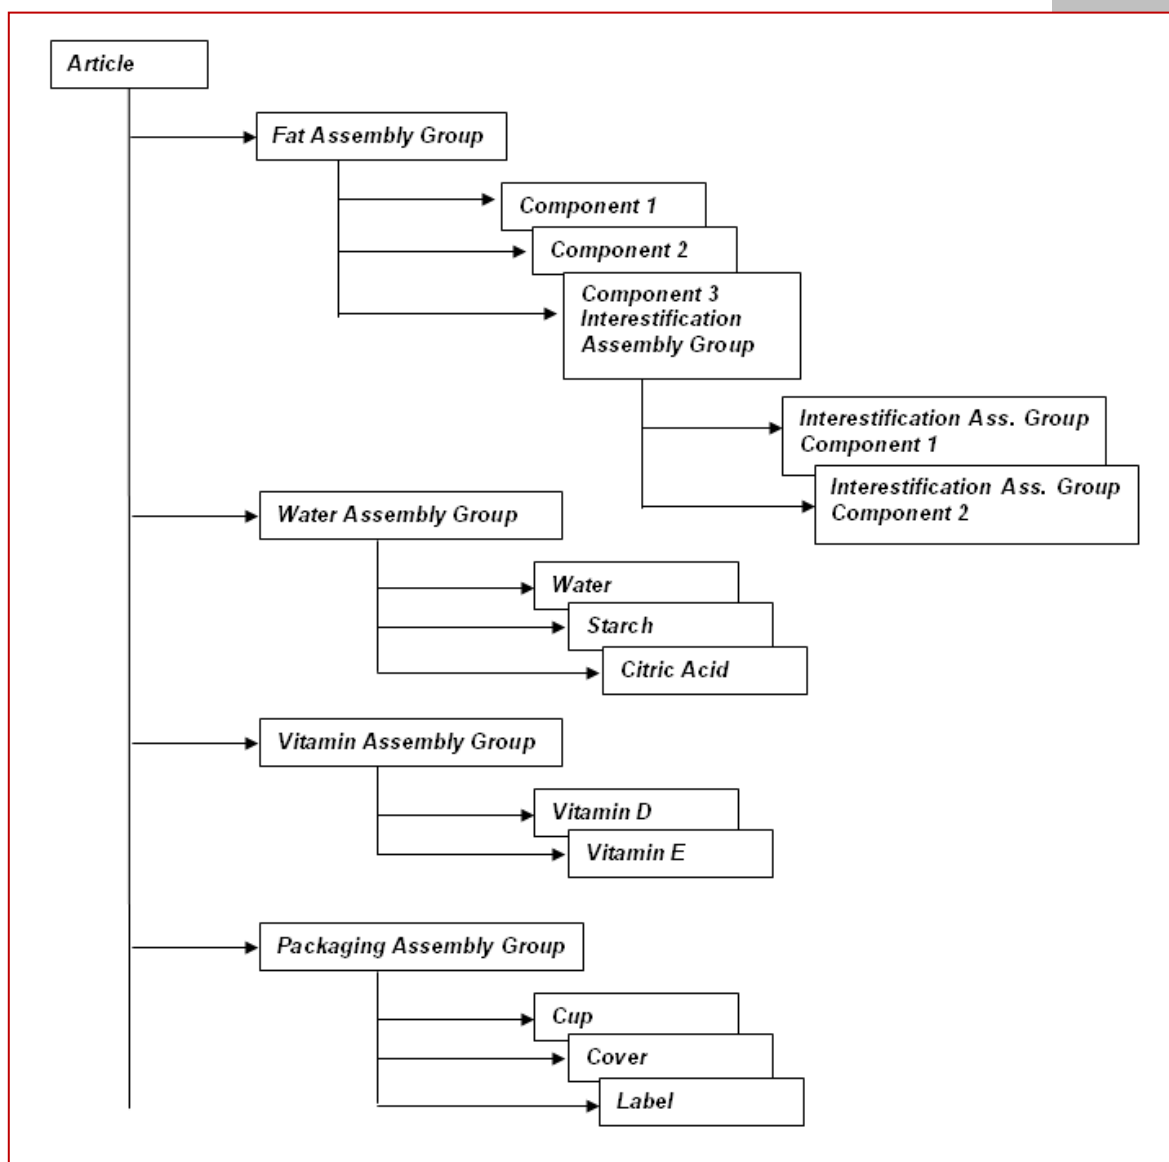 Article
Fat Assembly Group
Component 1
Component 2
Component 3
Interestification
Assembly Group
Interestification Ass. Group
Component 1
Interestification Ass. Group
Component 2
Water Assembly Group
Water
Starch
Citric Acid
Vitamin Assembly Group
Vitamin D
Vitamin E
Packaging Assembly Group
Cup
Cover
Label